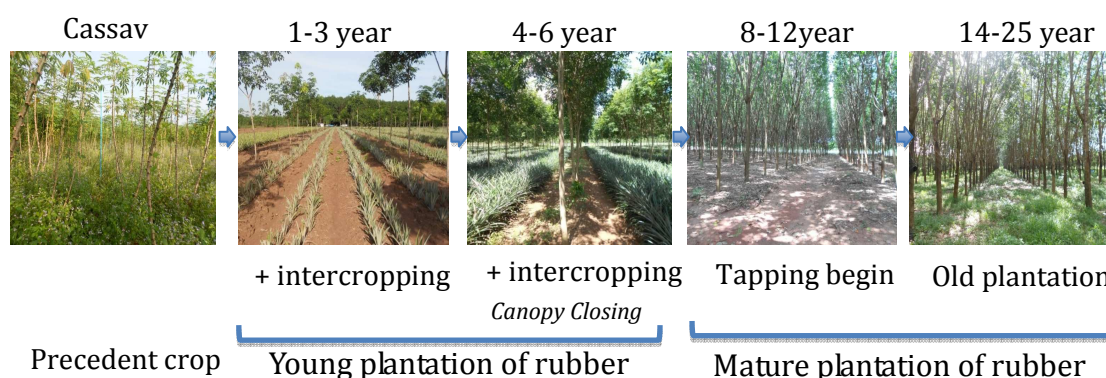 Cassav
1-3 year
4-6 year
8-12year
14-25 year
+ intercropping
+ intercropping
Tapping begin
Old plantation
Canopy Closing
Precedent crop
Young plantation of rubber
Mature plantation of rubber